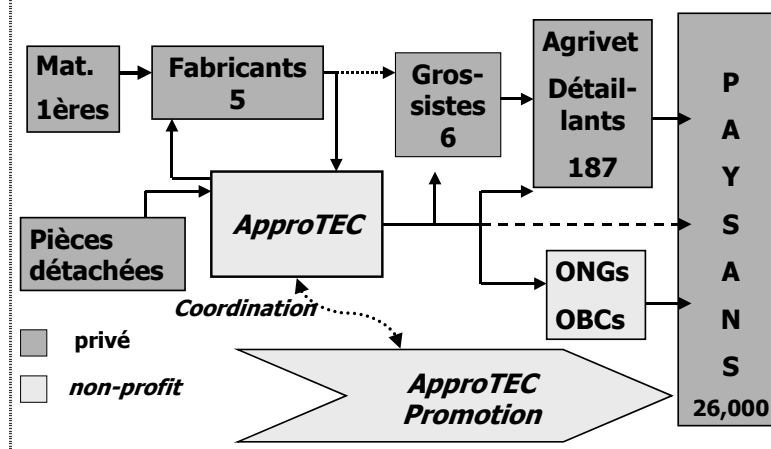 Mat.
1ères
Fabricants
5
Gros-
sistes
6
Agrivet
Détail-
lants
187
P
A
Y
S
A
N
S
26,000
ApproTEC
Pièces
détachées
ONGs
OBCs
Coordination
privé
non-profit
ApproTEC
Promotion